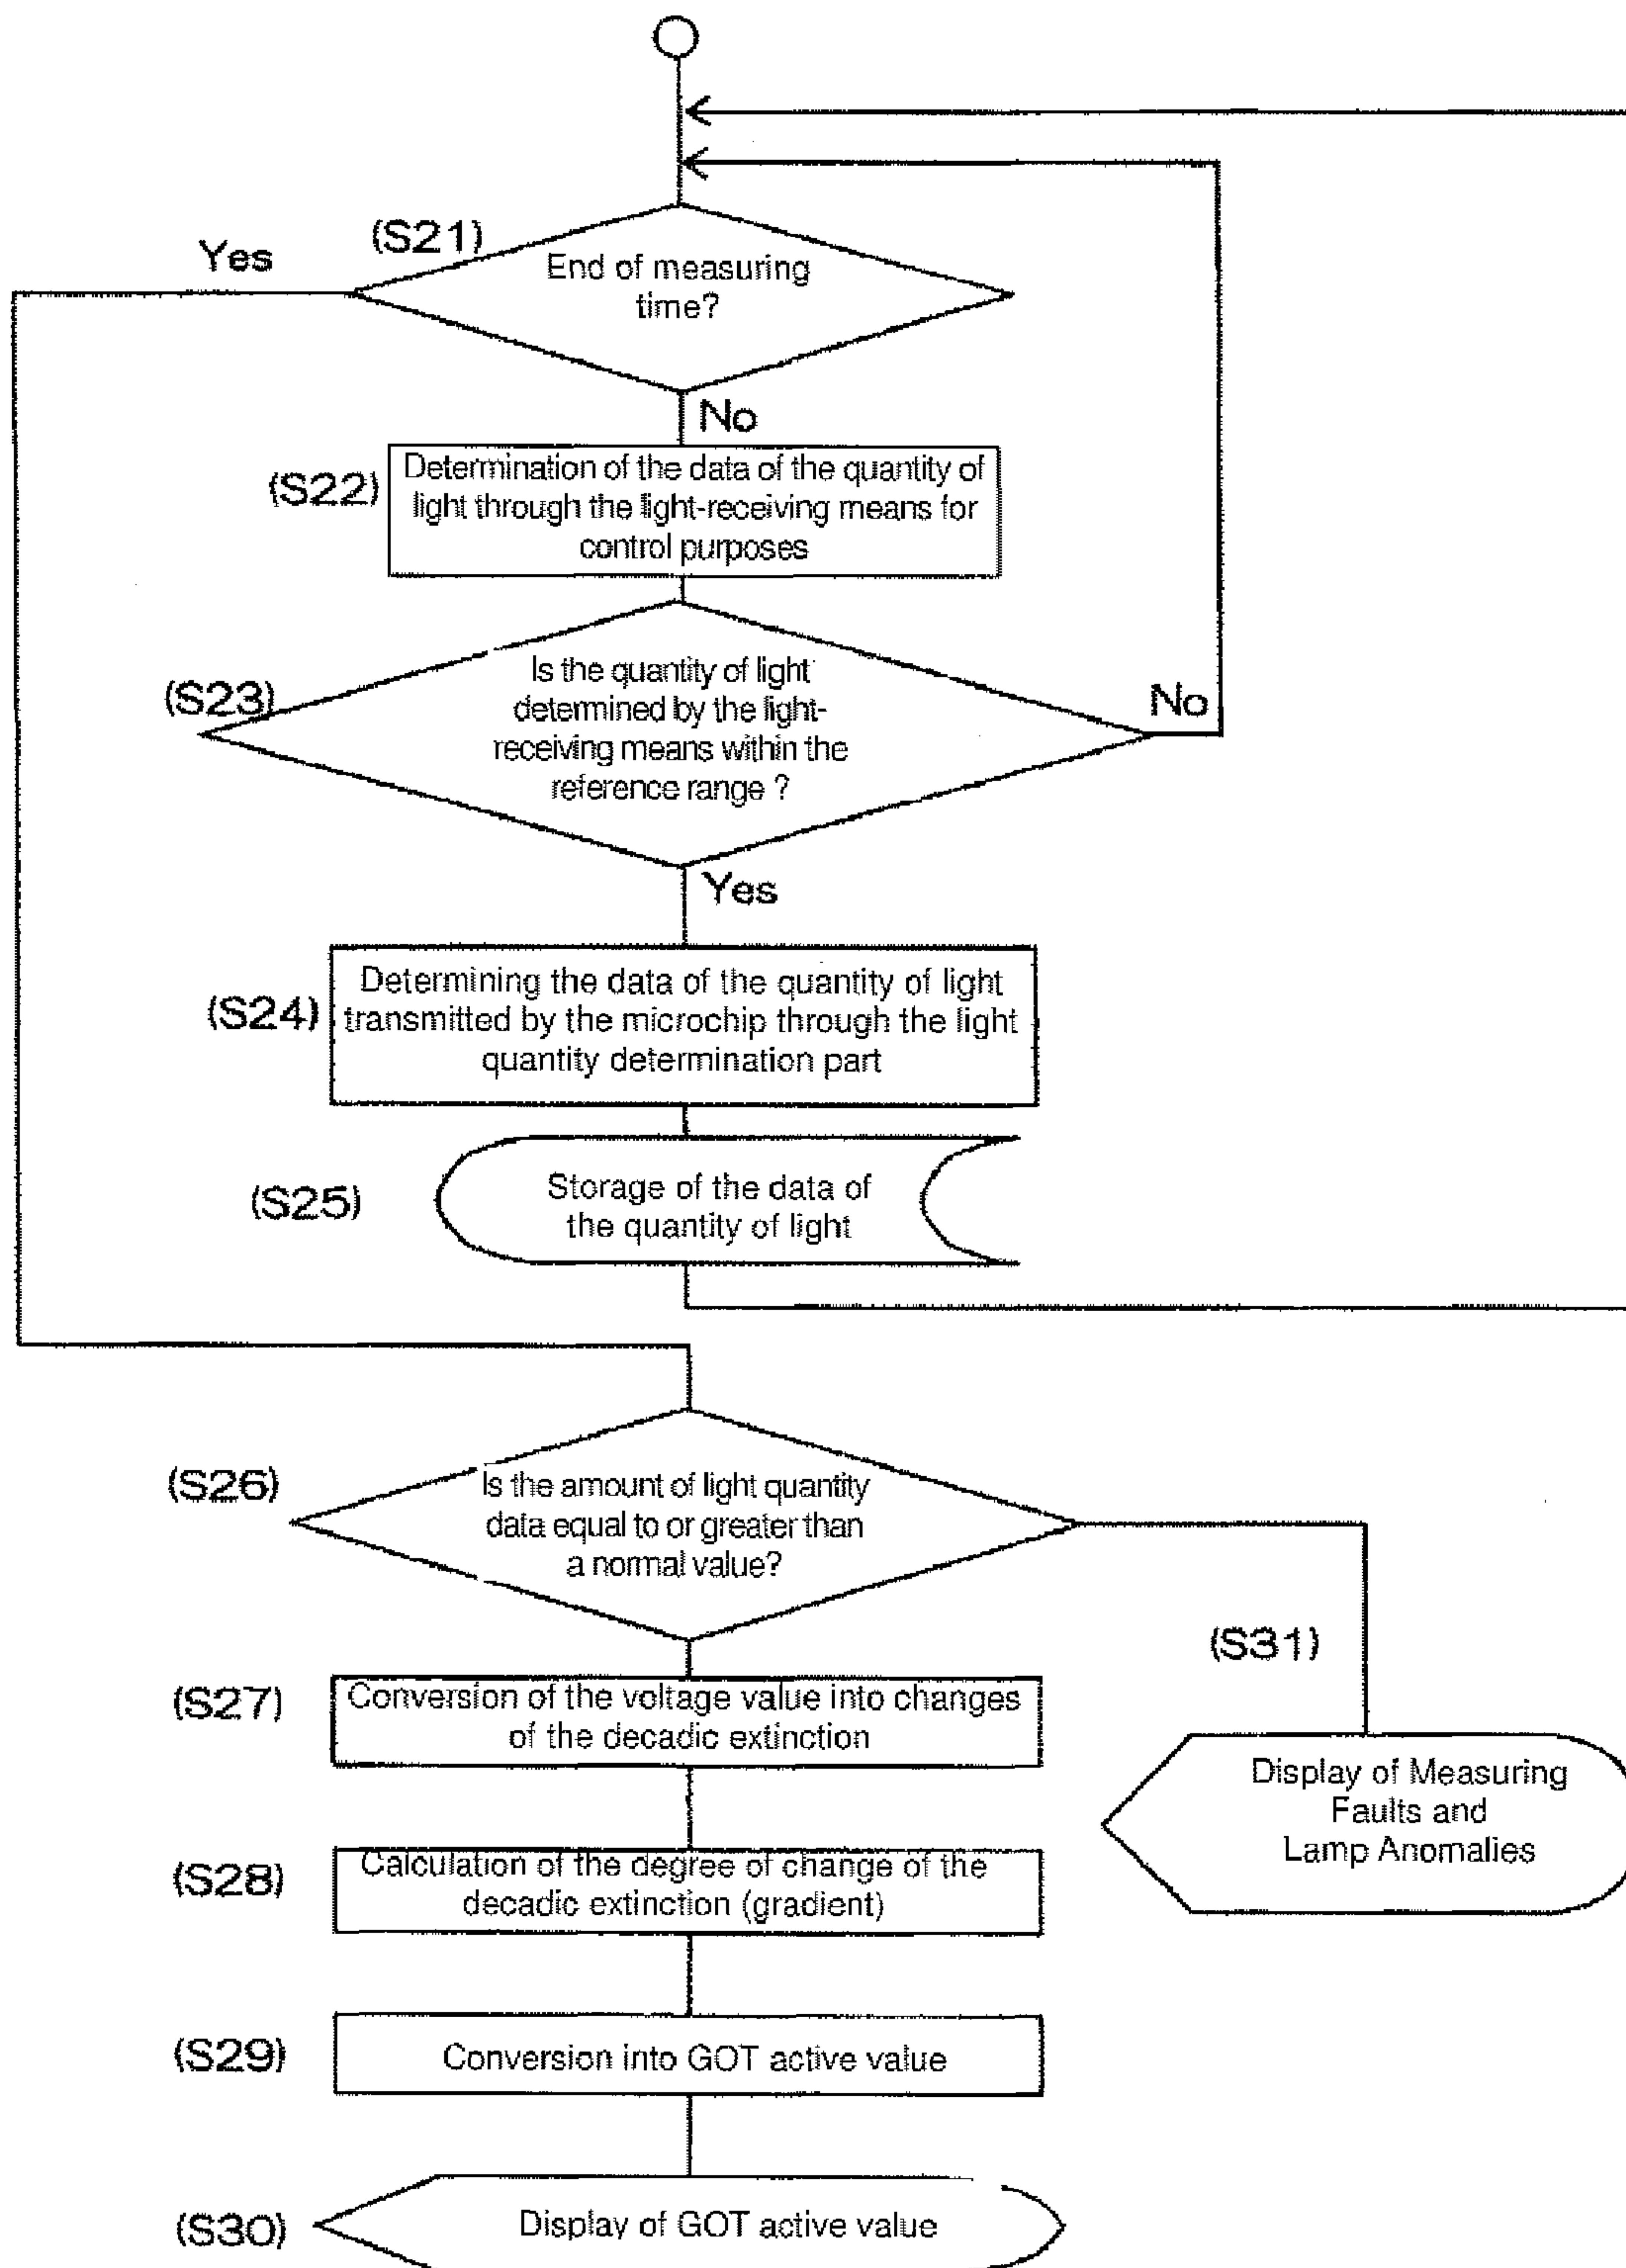 (S21)
Yes
End of measuring
time?
No
(S22)
Determination of the data of the quantity of
light through the light-receiving means for
control purposes
(S23)
Is the quantity of light
determined by the light-
receiving means within the
reference range ?
No
Yes
(S24)
Determining the data of the quantity of light
transmitted by the microchip through the light
quantity determination part
(S25)
Storage of the data of
the quantity of light
(S26)
Is the amount of light quantity
data equal to or greater than
a normal value?
(S31)
(S27)
Conversion of the voltage value into changes
of the decadic extinction
Display of Measuring
Faults and
Lamp Anomalies
(S28)
Calculation of the degree of change of the
decadic extinction (gradient)
(S29)
Conversion into GOT active value
(S30)
Display of GOT active value